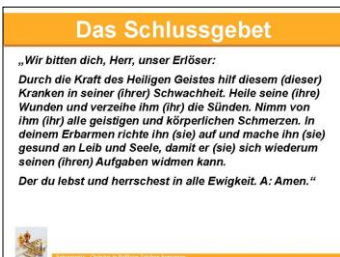 Das Schlussgebet
„Wir bitten dich, Herr, unser Erlöser:
Durch die Kraft des Heiligen Geistes hilf diesem (dieser)
Kranken in seiner (ihrer) Schwachheit. Heile seine (ihre)
Wunden und verzeihe ihm (ihr) die Sünden. Nimm von
ihm (ihr) alle geistigen und körperlichen Schmerzen. In
deinem Erbarmen richte ihn (sie) auf und mache ihn (sie)
gesund an Leib und Seele, damit er (sie) sich wiederum
seinen (ihren) Aufgaben widmen kann.
Der du lebst und herrschest in alle Ewigkeit. A: Amen.“